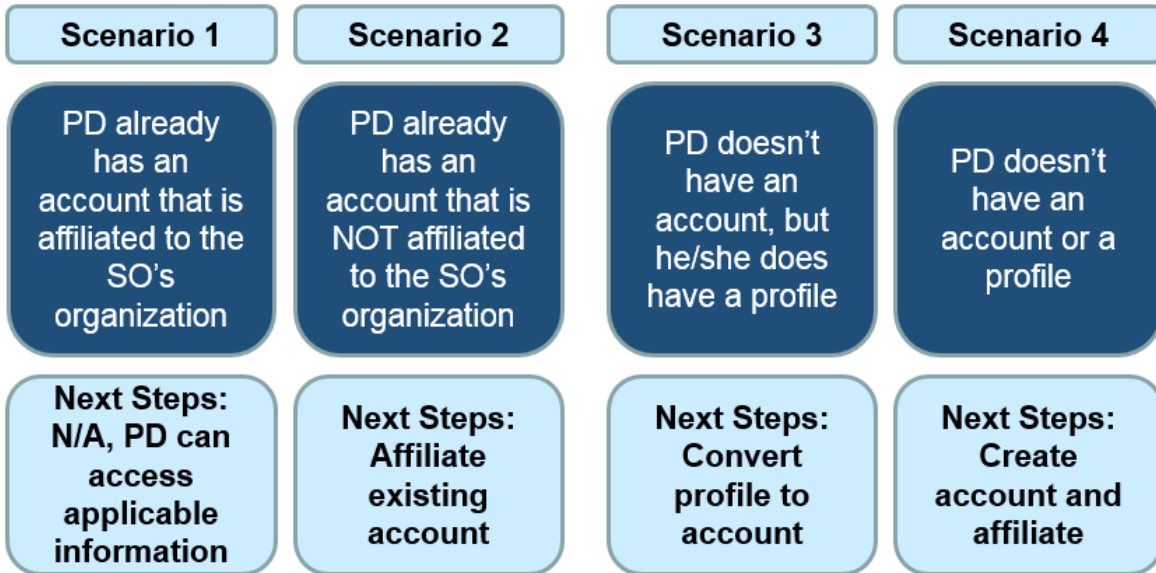 Scenario 1
Scenario 2
Scenario 3
Scenario 4
PD already
has an
account that is
affiliated to the
SO’s
organization
PD already
has an
account that is
NOT affiliated
to the SO’s
organization
PD doesn’t
have an
account, but
he/she does
have a profile
PD doesn’t
have an
account or a
profile
Next Steps:
N/A, PD can
access
applicable
information
Next Steps:
Affiliate
existing
account
Next Steps:
Convert
profile to
account
Next Steps:
Create
account and
affiliate